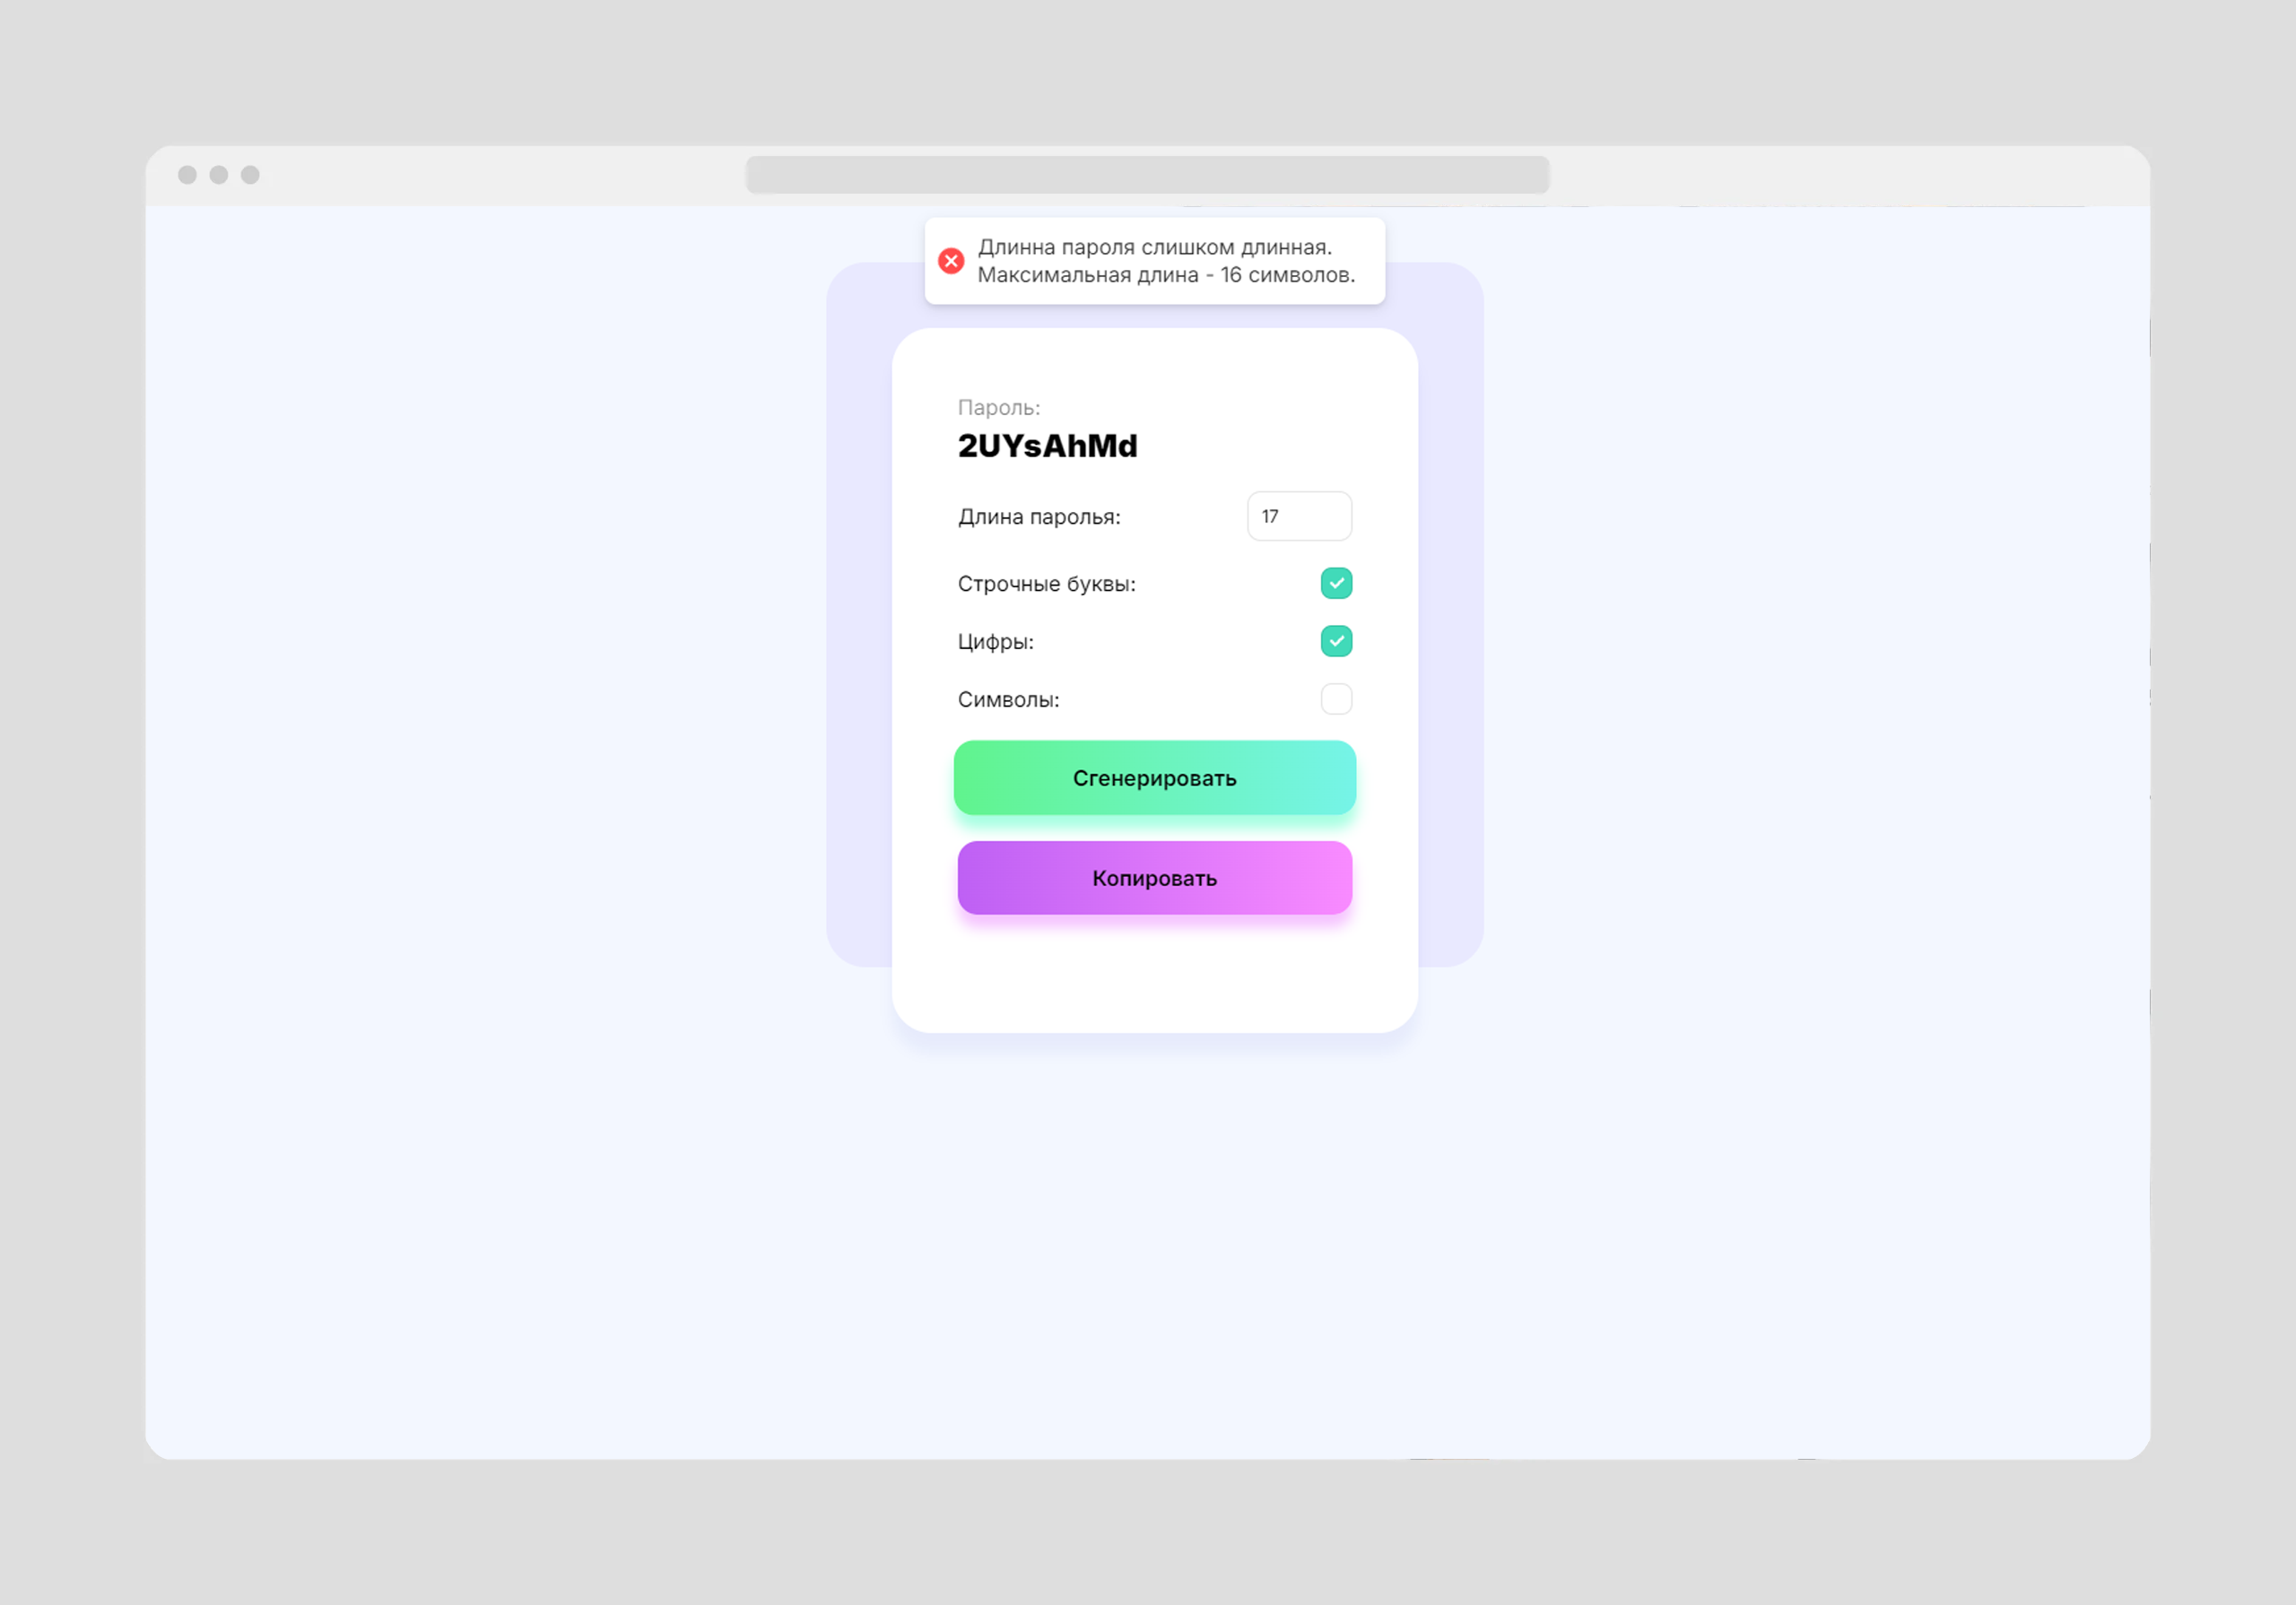 Длинна пароля слишком длинная.
Максимальная длина - 16 символов.
Пароль:
2UYsAhMd
Длина паролья:
17
Строчные буквы:
Цифры:
Символы:
Сгенерировать
Копировать